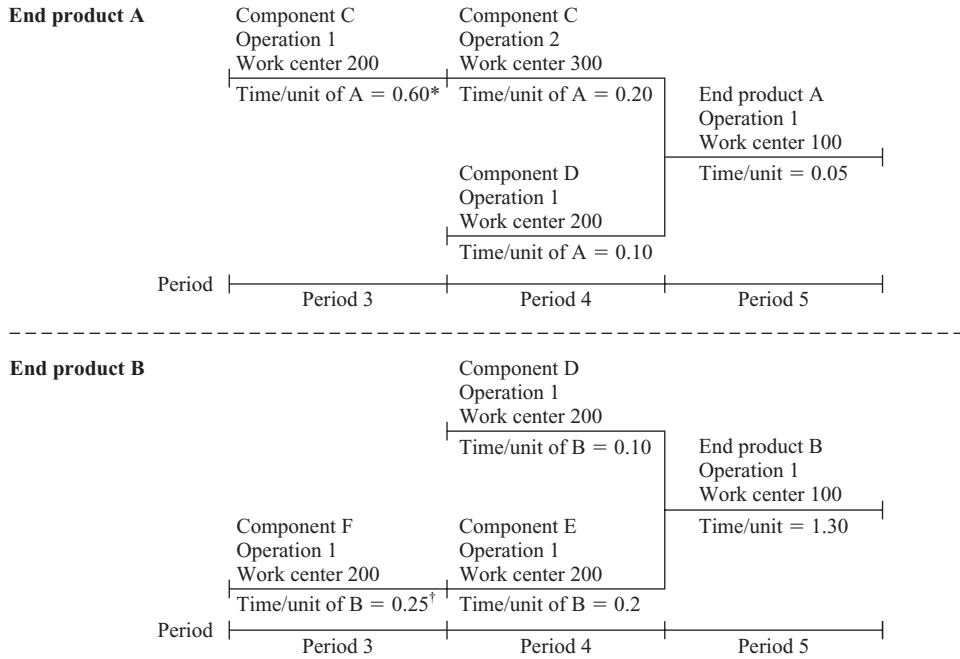 End product A
Component C
Operation 1
Work center 200
Time/unit of A = 0.60*
Component C
Operation 2
Work center 300
Time/unit of A = 0.20
Component D
Operation 1
Work center 200
Time/unit of A = 0.10
End product A
Operation 1
Work center 100
Time/unit = 0.05
Period
Period 3
Period 4
Period 5
End product B
Component D
Operation 1
Work center 200
Time/unit of B = 0.10
Component F
Operation 1
Work center 200
Time/unit of B = 0.25†
Component E
Operation 1
Work center 200
Time/unit of B = 0.2
End product B
Operation 1
Work center 100
Time/unit = 1.30
Period
Period 3
Period 4
Period 5